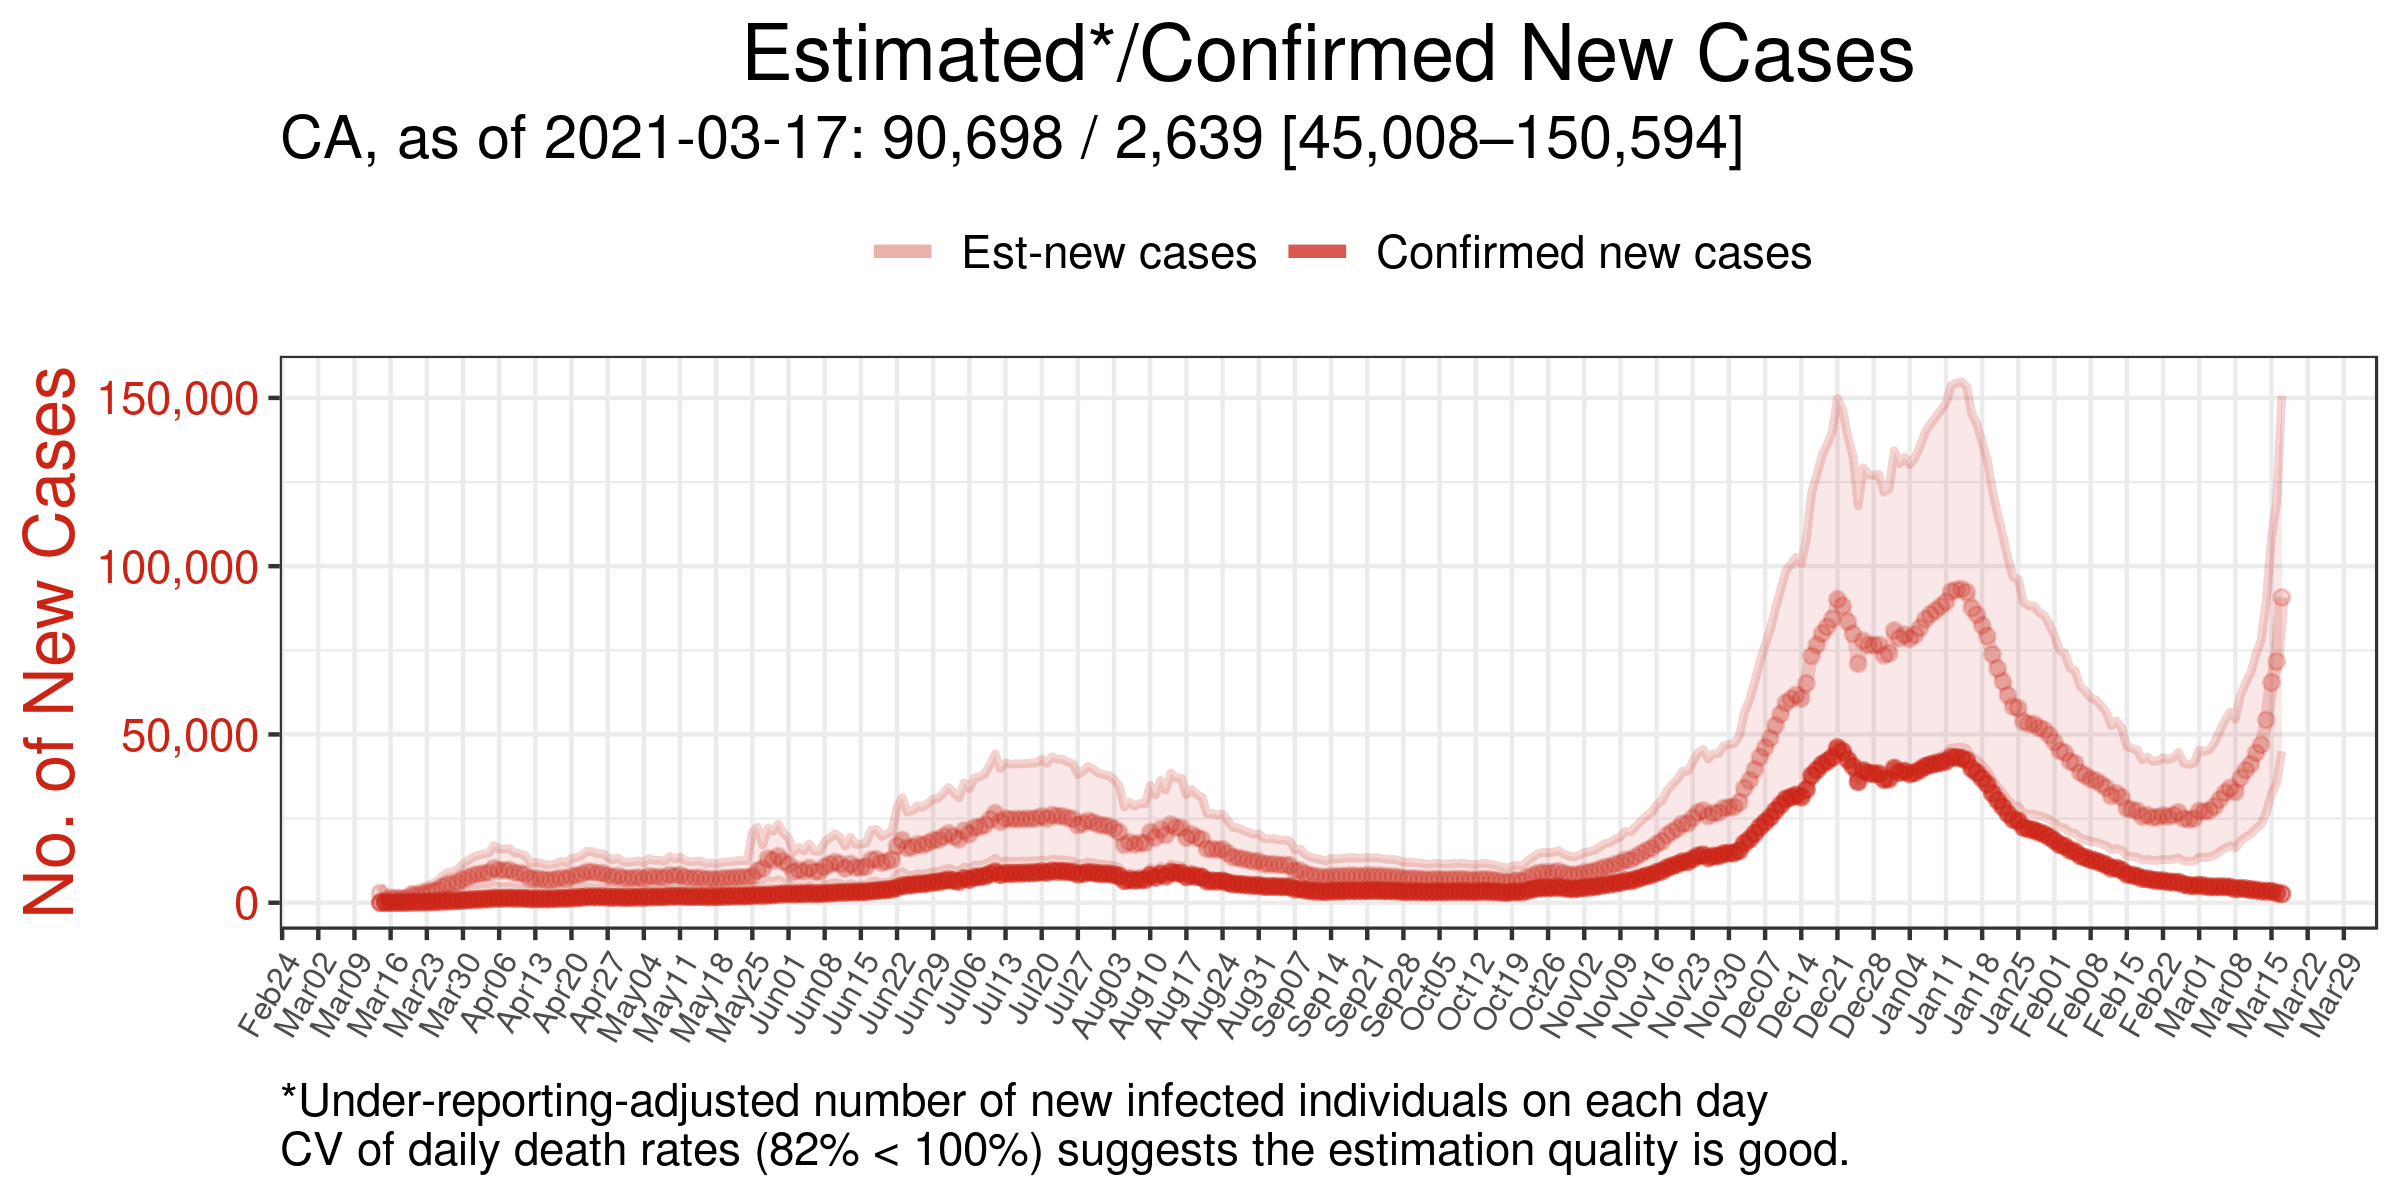 Estimated*/Confirmed New Cases
CA, as of 2021-03-17: 90,698 / 2,639 [45,008–150,594]
Est-new cases
Confirmed new cases
No. of New Cases
150,000
100,000
50,000
0
Feb24
Mar02
Mar09
Mar16
Mar23
Mar30
Apr06
Apr13
Apr20
Apr27
May04
May11
May18
May25
Jun01
Jun08
Jun15
Jun22
Jun29
Jul06
Jul13
Jul20
Jul27
Aug03
Aug10
Aug17
Aug24
Aug31
Sep07
Sep14
Sep21
Sep28
Oct05
Oct12
Oct19
Oct26
Nov02
Nov09
Nov16
Nov23
Nov30
Dec07
Dec14
Dec21
Dec28
Jan04
Jan11
Jan18
Jan25
Feb01
Feb08
Feb15
Feb22
Mar01
Mar08
Mar15
Mar22
Mar29
*Under-reporting-adjusted number of new infected individuals on each day
CV of daily death rates (82% < 100%) suggests the estimation quality is good.